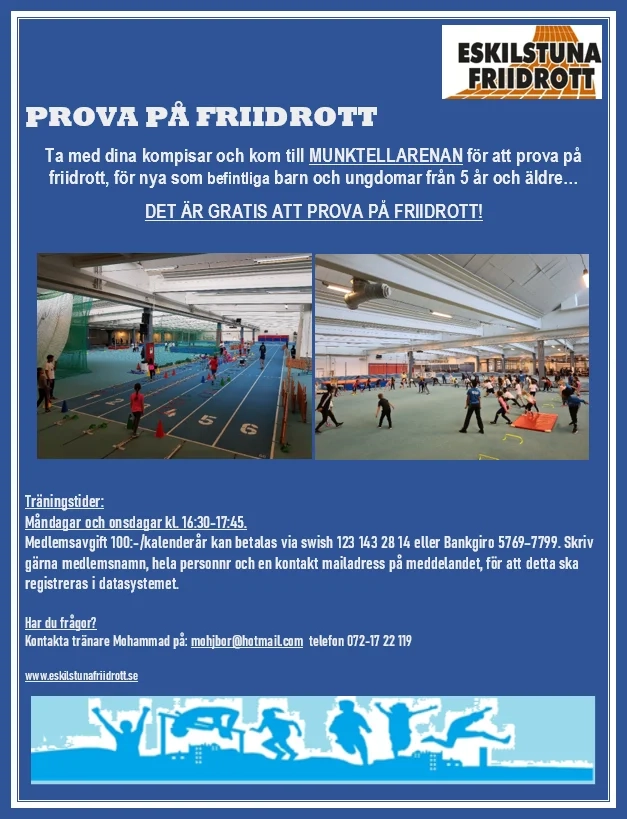 ESKILSTUNA
FRIIDROTT
PROVA PÅ FRIIDROTT
Ta med dina kompisar och kom till MUNKTELLARENAN för att prova på
friidrott, för nya som befintliga barn och ungdomar från 5 år och äldre...
DET ÄR GRATIS ATT PROVA PÅ FRIIDROTT!
4 5 6
Träningstider:
Måndagar och onsdagar kl. 16:30-17:45.
Medlemsavgift 100:-/kalenderår kan betalas via swish 123 143 28 14 eller Bankgiro 5769-7799. Skriv
gärna medlemsnamn, hela personnr och en kontakt mailadress på meddelandet, för att detta ska
registreras i datasystemet.
Har du frågor?
Kontakta tränare Mohammad på: mohjbor@hotmail.com telefon 072-17 22 119
www.eskilstunafriidrott.se